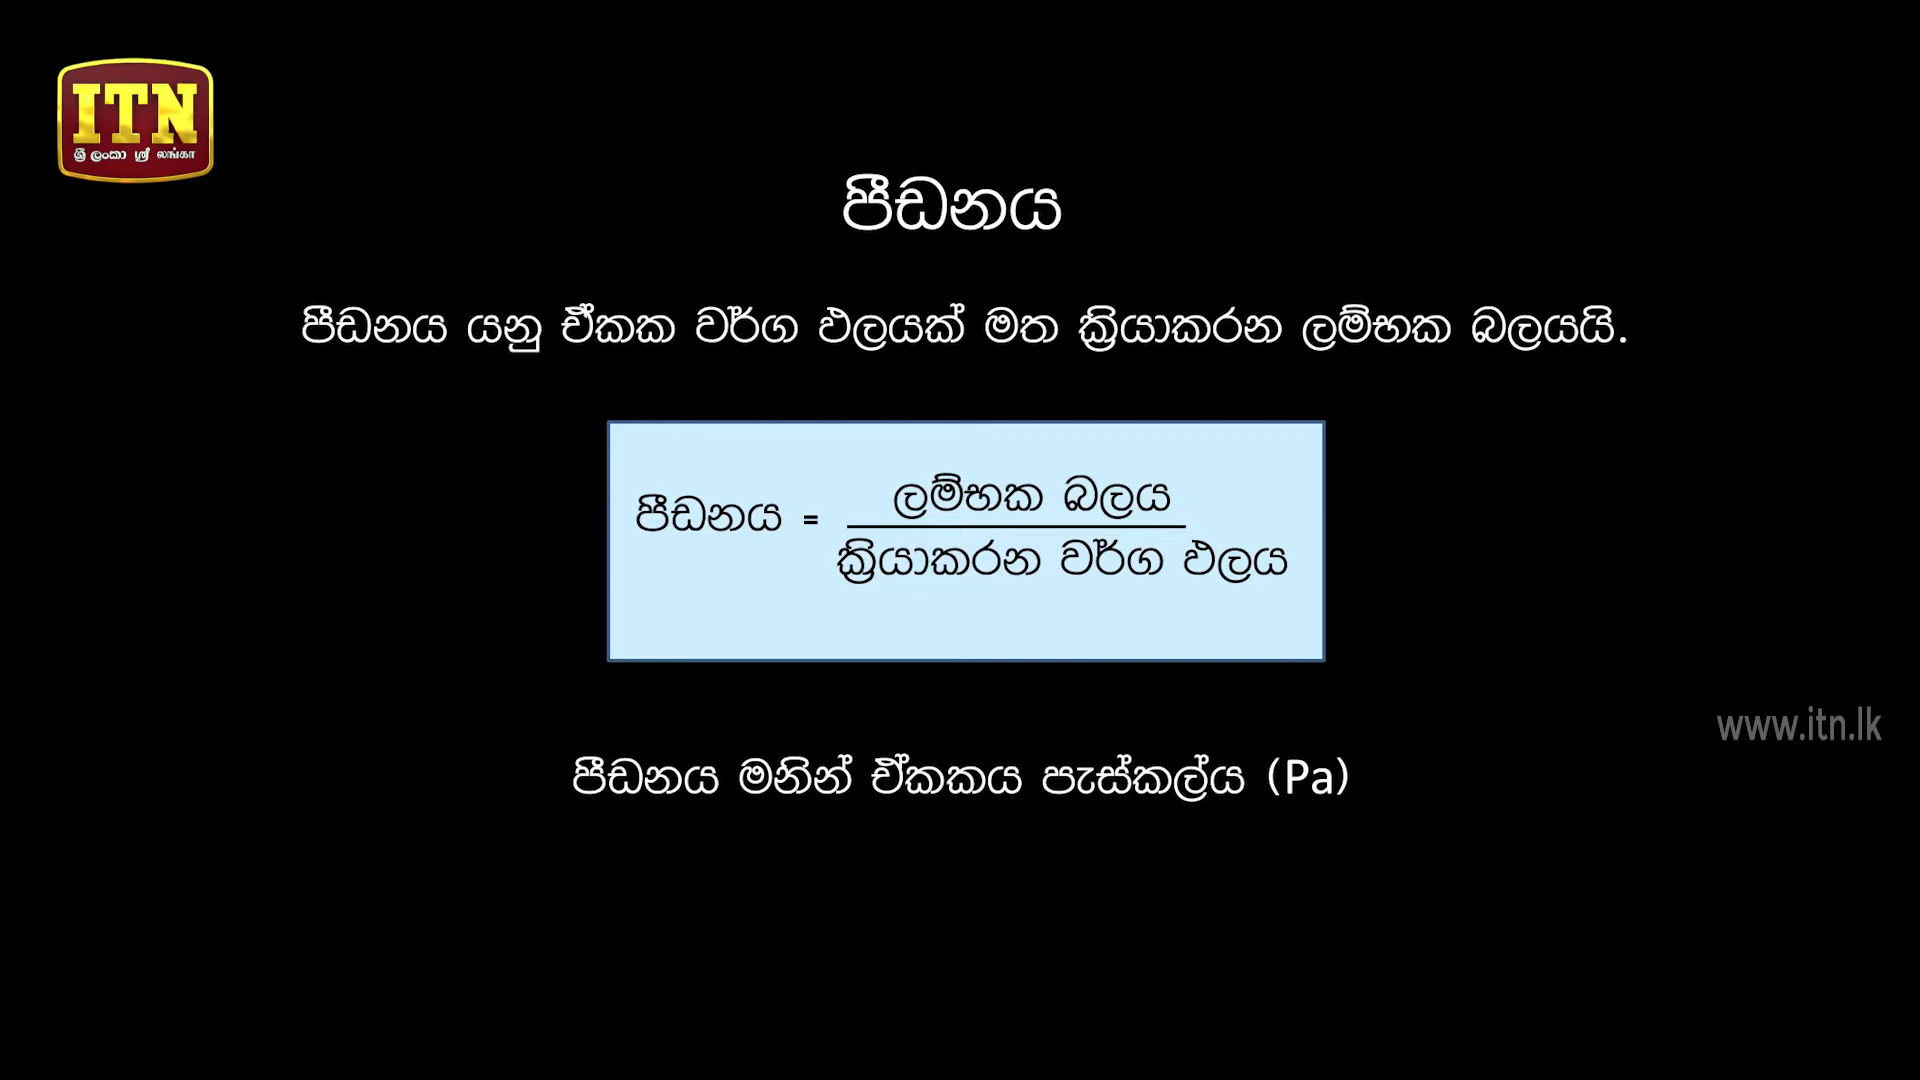 ITN
ශ්‍රී ලංකා ஸ்ரீ லங்கா
පීඩනය
පීඩනය යනු ඒකක වර්ග ඵලයක් මත ක්‍රියාකරන ලම්භක බලයයි.
පීඩනය = ලම්භක බලය
ක්‍රියාකරන වර්ග ඵලය
www.itn.lk
පීඩනය මනින් ඒකකය පැස්කල්ය (Pa)